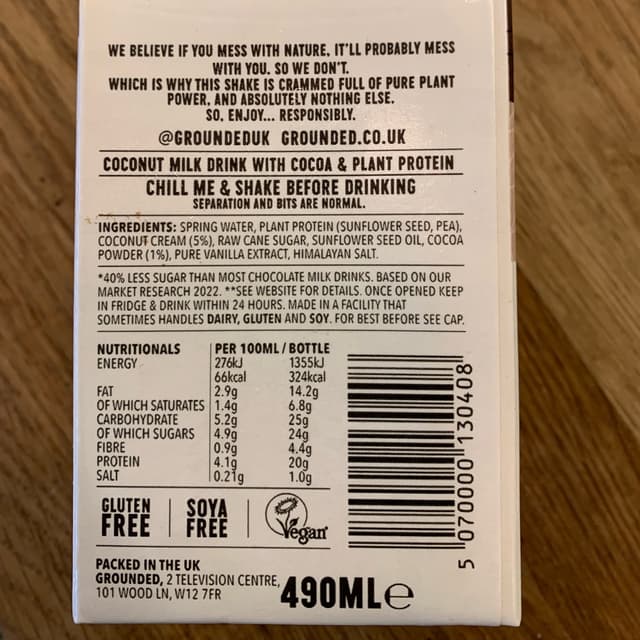 WE BELIEVE IF YOU MESS WITH NATURE, IT'LL PROBABLY MESS
WITH YOU. SO WE DON'T.
WHICH IS WHY THIS SHAKE IS CRAMMED FULL OF PURE PLANT
POWER, AND ABSOLUTELY NOTHING ELSE.
SO, ENJOY... RESPONSIBLY.
@GROUNDEDUK GROUNDED.CO.UK
COCONUT MILK DRINK WITH COCOA & PLANT PROTEIN
CHILL ME & SHAKE BEFORE DRINKING
SEPARATION AND BITS ARE NORMAL.
INGREDIENTS: SPRING WATER, PLANT PROTEIN (SUNFLOWER SEED, PEA),
COCONUT CREAM (5%), RAW CANE SUGAR, SUNFLOWER SEED OIL, COCOA
POWDER (1%), PURE VANILLA EXTRACT, HIMALAYAN SALT.
*40% LESS SUGAR THAN MOST CHOCOLATE MILK DRINKS. BASED ON OUR
MARKET RESEARCH 2022. **SEE WEBSITE FOR DETAILS. ONCE OPENED KEEP
IN FRIDGE & DRINK WITHIN 24 HOURS. MADE IN A FACILITY THAT
SOMETIMES HANDLES DAIRY, GLUTEN AND SOY. FOR BEST BEFORE SEE CAP.
NUTRITIONALS PER 100ML / BOTTLE
ENERGY 276kJ 1355kJ
66kcal 324kcal
FAT 2.9g 14.2g
OF WHICH SATURATES 1.4g 6.8g
CARBOHYDRATE 5.2g 25g
OF WHICH SUGARS 4.9g 24g
FIBRE 0.9g 4.4g
PROTEIN 4.1g 20g
SALT 0.21g 1.0g
5 070000 130408
GLUTEN FREE
SOYA FREE
Vegan
PACKED IN THE UK
GROUNDED, 2 TELEVISION CENTRE,
101 WOOD LN, W12 7FR
490ML e